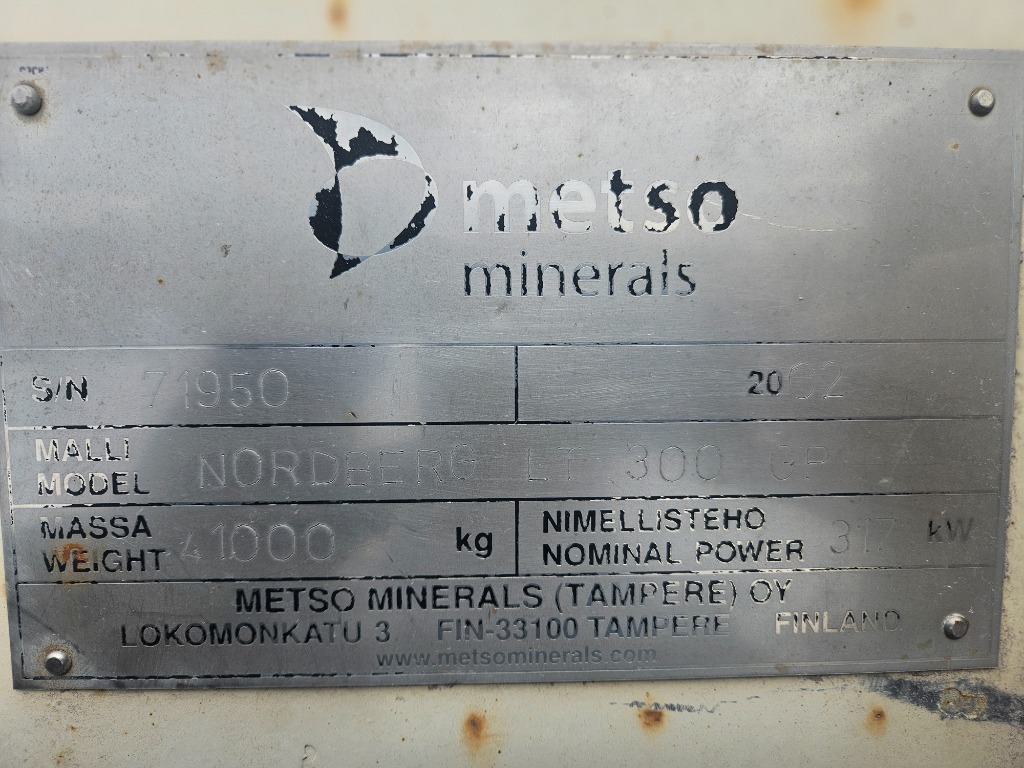 metso
minerals
S/N 71950 2002
MALLI
MODEL NORDBERG LT 300 GP
MASSA
WEIGHT 41000 kg
NIMELLISTEHO
NOMINAL POWER 317 kW
METSO MINERALS (TAMPERE) OY
LOKOMONKATU 3 FIN-33100 TAMPERE FINLAND
www.metsominerals.com